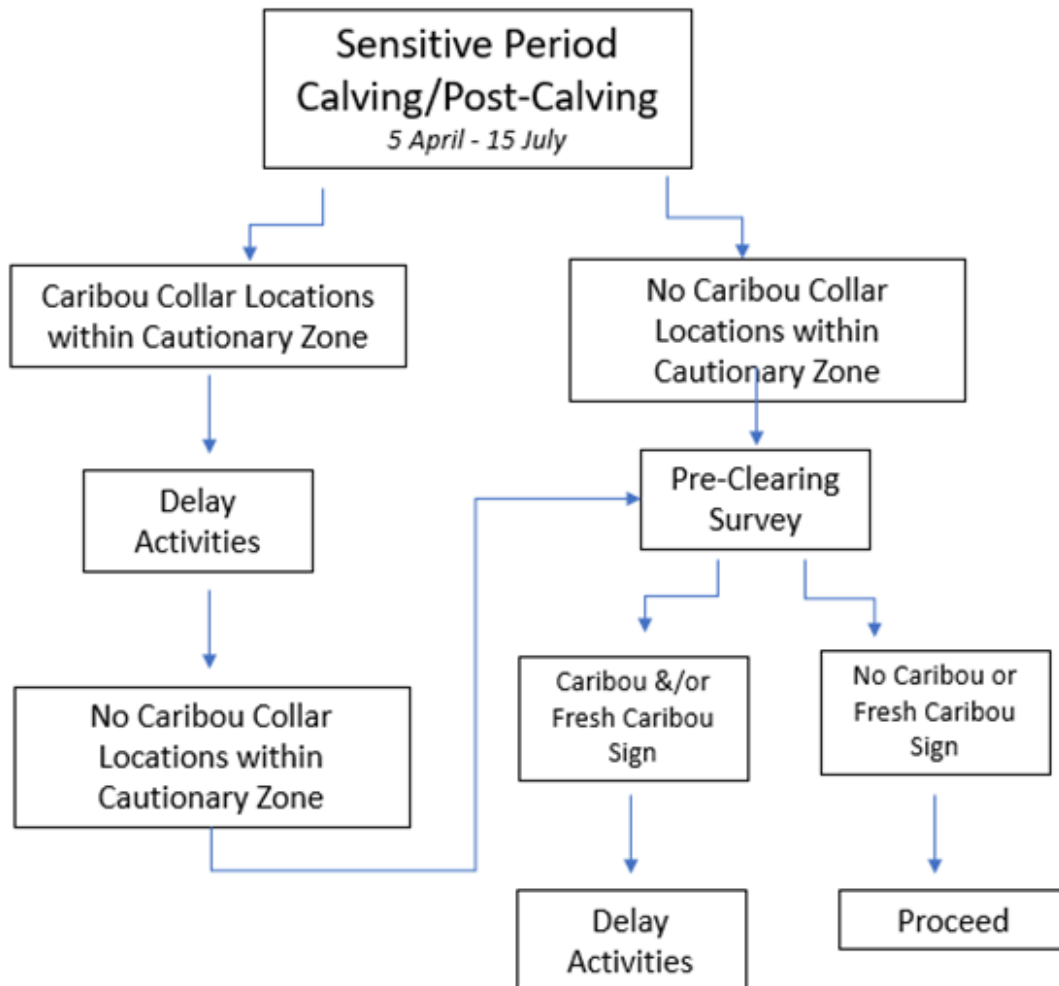 Sensitive Period
Calving/Post-Calving
5 April - 15 July
Caribou Collar Locations
within Cautionary Zone
No Caribou Collar
Locations within
Cautionary Zone
Delay
Activities
Pre-Clearing
Survey
No Caribou Collar
Locations within
Cautionary Zone
Caribou &/or
Fresh Caribou
Sign
No Caribou or
Fresh Caribou
Sign
Delay
Activities
Proceed